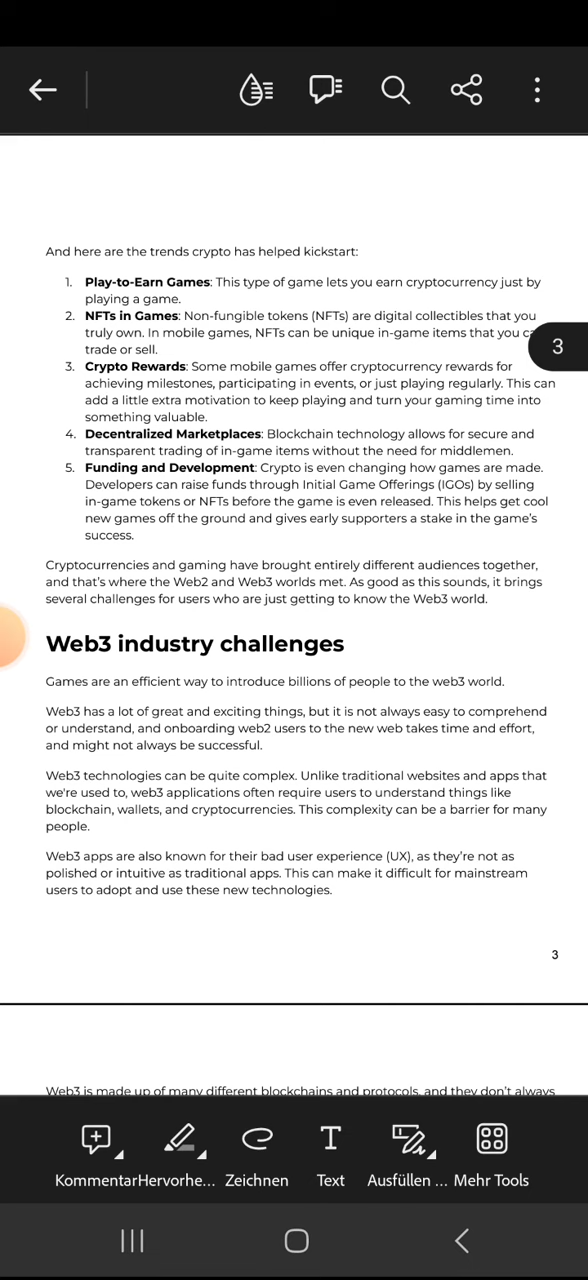 And here are the trends crypto has helped kickstart:
1. Play-to-Earn Games: This type of game lets you earn cryptocurrency just by
playing a game.
2. NFTs in Games: Non-fungible tokens (NFTs) are digital collectibles that you
truly own. In mobile games, NFTs can be unique in-game items that you
3
trade or sell.
3. Crypto Rewards: Some mobile games offer cryptocurrency rewards for
achieving milestones, participating in events, or just playing regularly. This can
add a little extra motivation to keep playing and turn your gaming time into
something valuable.
4. Decentralized Marketplaces: Blockchain technology allows for secure and
transparent trading of in-game items without the need for middlemen.
5. Funding and Development: Crypto is even changing how games are made.
Developers can raise funds through Initial Game Offerings (IGOs) by selling
in-game tokens or NFTs before the game is even released. This helps get cool
new games off the ground and gives early supporters a stake in the game's
success.
Cryptocurrencies and gaming have brought entirely different audiences together,
and that's where the Web2 and Web3 worlds met. As good as this sounds, it brings
several challenges for users who are just getting to know the Web3 world.
Web3 industry challenges
Games are an efficient way to introduce billions of people to the web3 world.
Web3 has a lot of great and exciting things, but it is not always easy to comprehend
or understand, and onboarding web2 users to the new web takes time and effort,
and might not always be successful.
Web3 technologies can be quite complex. Unlike traditional websites and apps that
we're used to, web3 applications often require users to understand things like
blockchain, wallets, and cryptocurrencies. This complexity can be a barrier for many
people.
Web3 apps are also known for their bad user experience (UX), as they're not as
polished or intuitive as traditional apps. This can make it difficult for mainstream
users to adopt and use these new technologies.
3
Web3 is made up of many different blockchains and protocols, and they don't always
Kommentar Hervorhe... Zeichnen Text Ausfüllen ... Mehr Tools